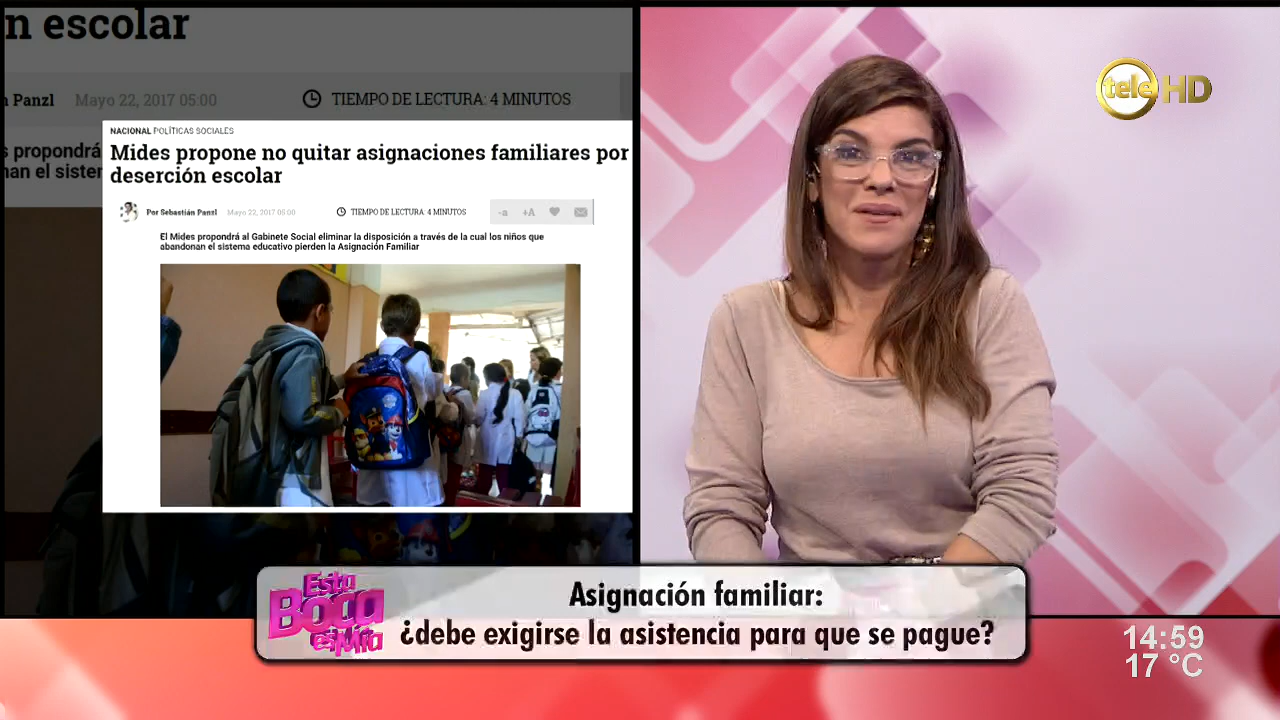 n escolar
n Panzl Mayo 22, 2017 05:00 TIEMPO DE LECTURA: 4 MINUTOS
s propondrá
nan el sister
NACIONAL POLÍTICAS SOCIALES
Mides propone no quitar asignaciones familiares por
deserción escolar
Por Sebastián Panzl Mayo 22, 2017 05:00 TIEMPO DE LECTURA 4 MINUTOS -a +A
El Mides propondrá al Gabinete Social eliminar la disposición a través de la cual los niños que
abandonan el sistema educativo pierden la Asignación Familiar
tele HD
Esta
Boca
es Mía
Asignación familiar:
¿debe exigirse la asistencia para que se pague?
14:59
17 °C